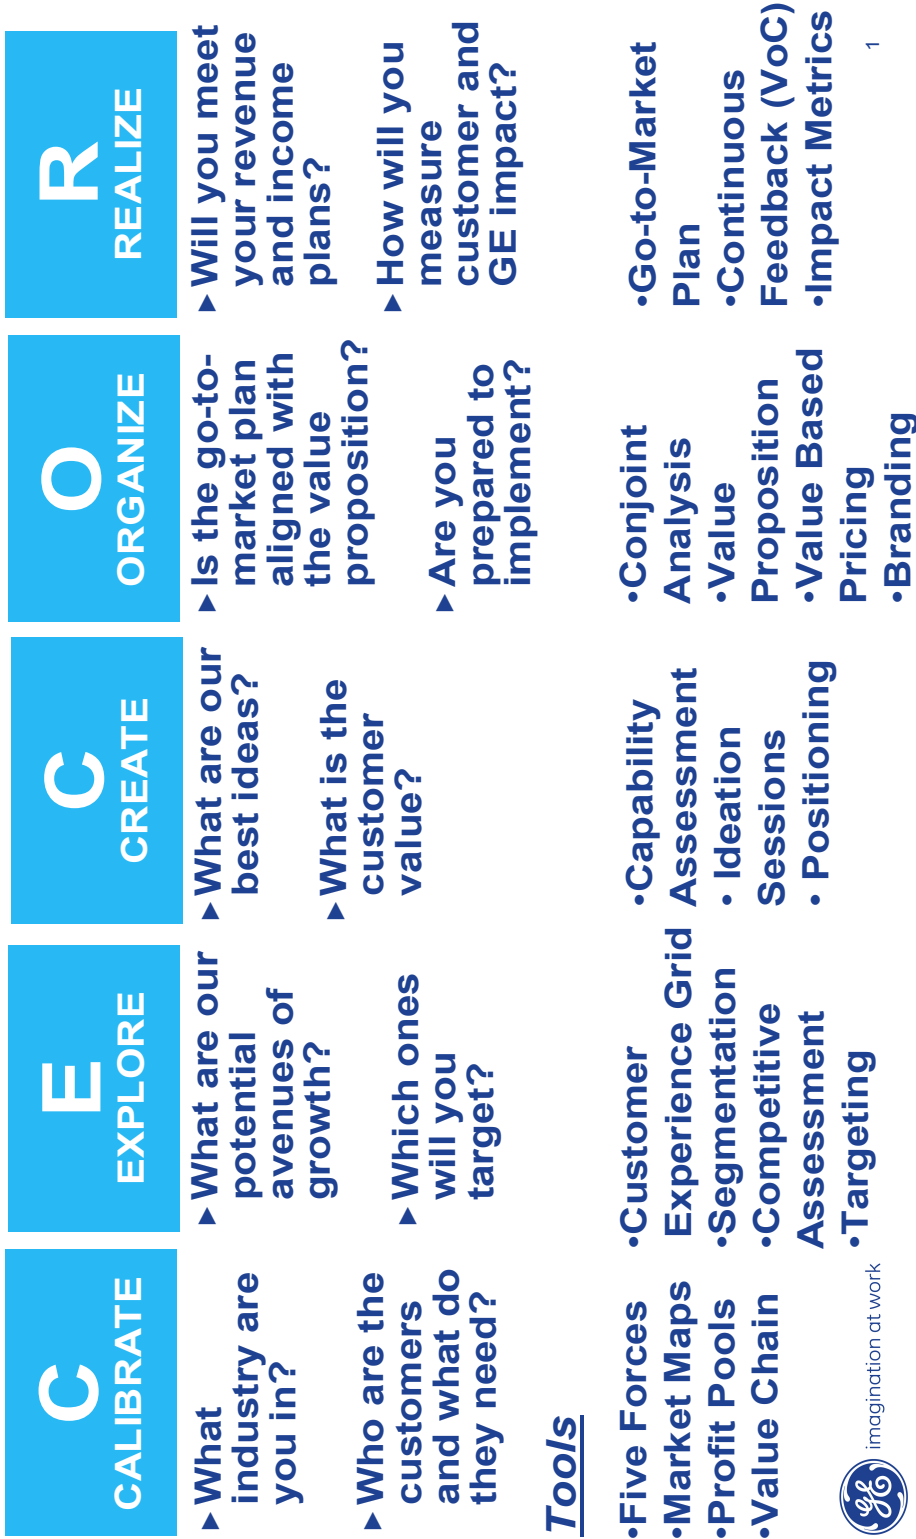 C
CALIBRATE
►What
industry are
you in?
►Who are the
customers
and what do
they need?
E
EXPLORE
►What are our
potential
avenues of
growth?
►Which ones
will you
target?
C
CREATE
►What are our
best ideas?
►What is the
customer
value?
O
ORGANIZE
►Is the go-to-
market plan
aligned with
the value
proposition?
►Are you
prepared to
implement?
R
REALIZE
►Will you meet
your revenue
and income
plans?
►How will you
measure
customer and
GE impact?
Tools
•Five Forces
•Market Maps
•Profit Pools
•Value Chain
•Customer
Experience Grid
•Segmentation
•Competitive
Assessment
•Targeting
•Capability
Assessment
• Ideation
Sessions
• Positioning
•Conjoint
Analysis
•Value
Proposition
•Value Based
Pricing
•Branding
•Go-to-Market
Plan
•Continuous
Feedback (VoC)
•Impact Metrics
GE
imagination at work
1